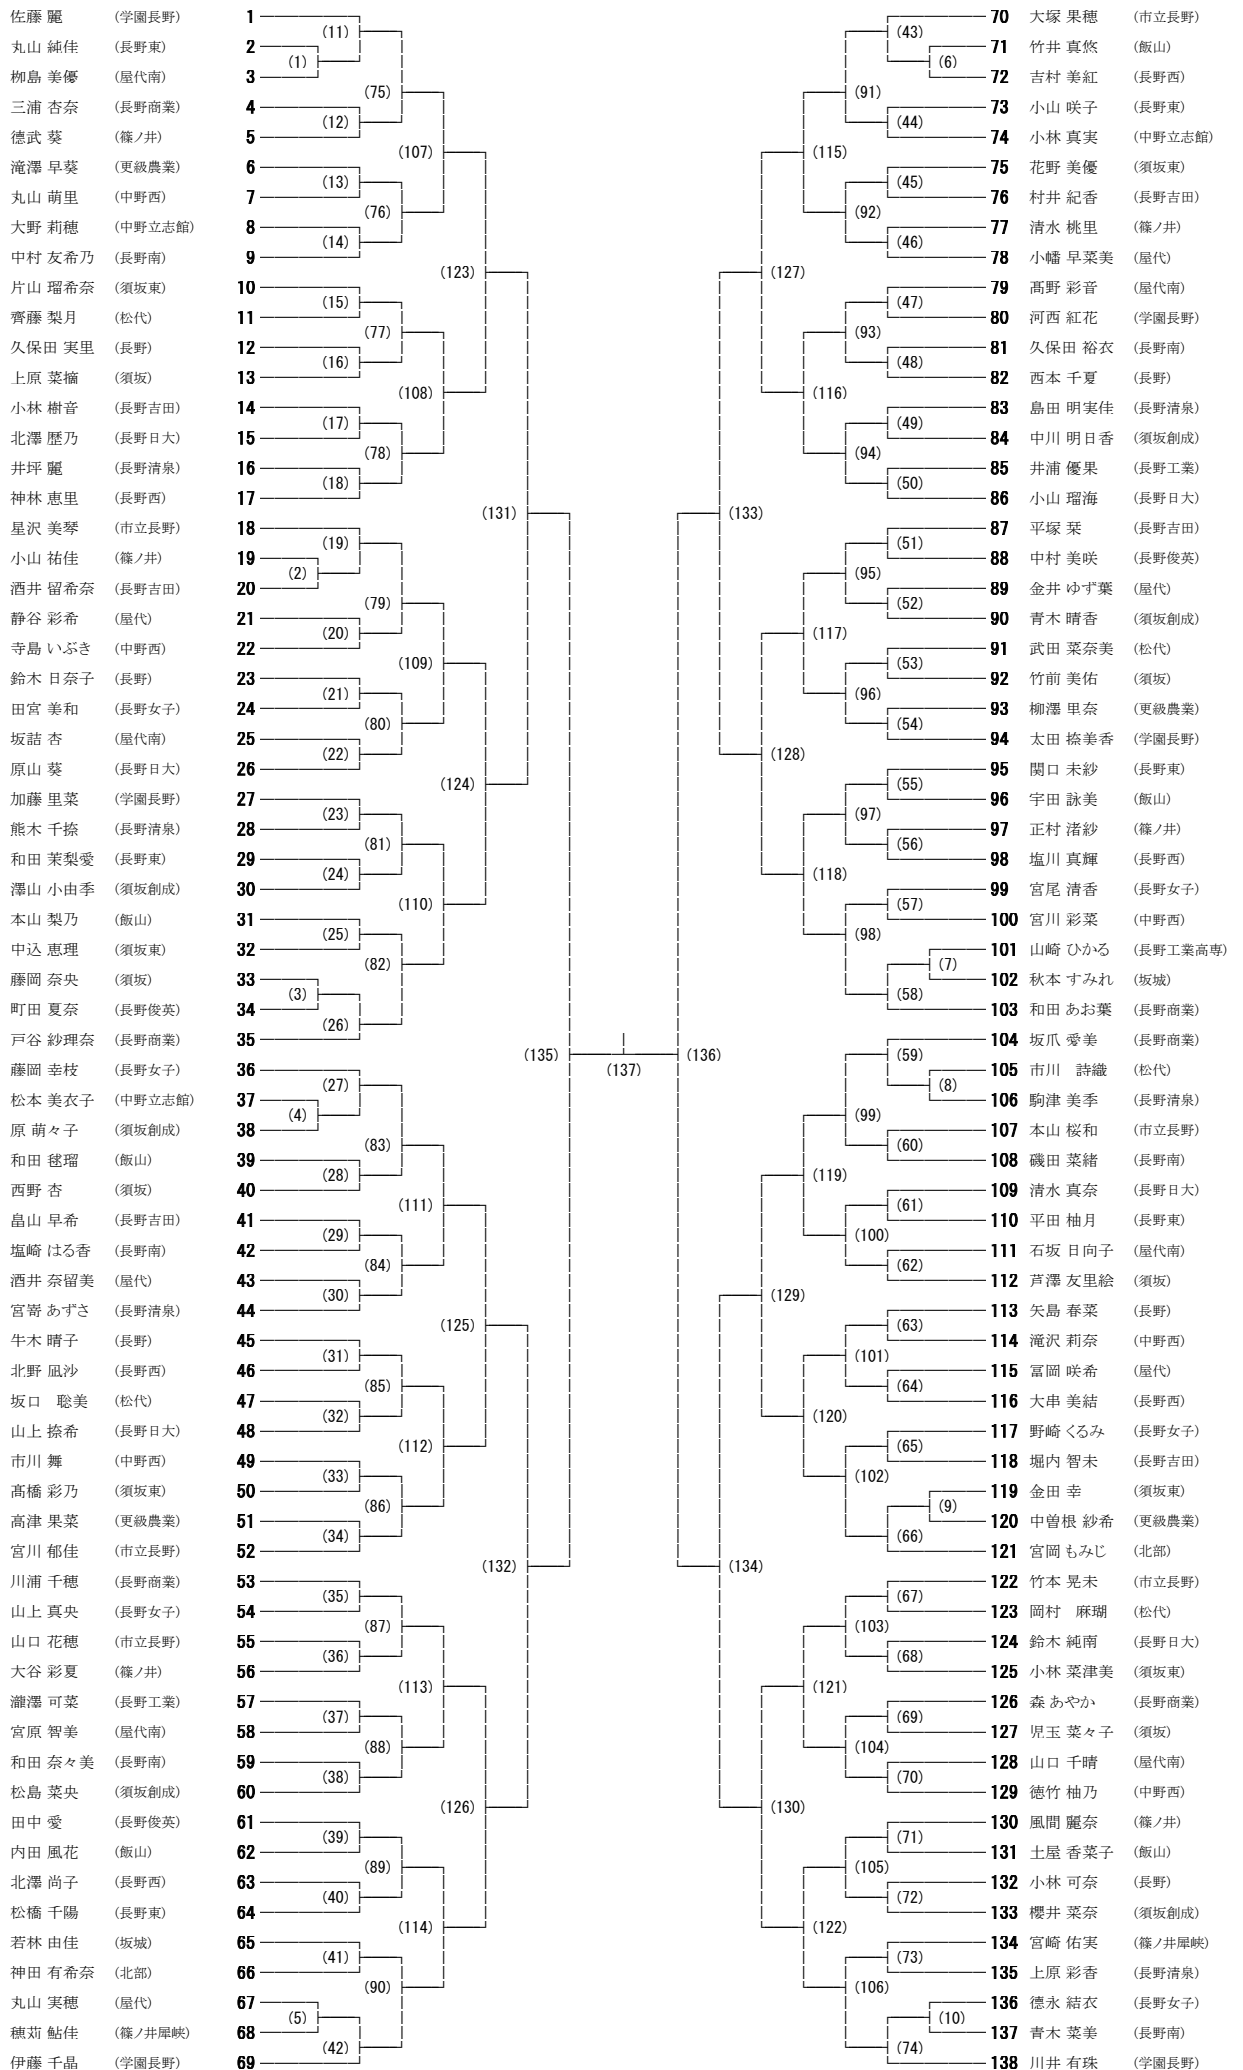 佐藤 麗 (学園長野) 1
丸山 純佳 (長野東) 2
栁島 美優 (屋代南) 3
三浦 杏奈 (長野商業) 4
德武 葵 (篠ノ井) 5
滝澤 早葵 (更級農業) 6
丸山 萌里 (中野西) 7
大野 莉穂 (中野立志館) 8
中村 友希乃 (長野南) 9
片山 瑠希奈 (須坂東) 10
齊藤 梨月 (松代) 11
久保田 実里 (長野) 12
上原 菜摘 (須坂) 13
小林 樹音 (長野吉田) 14
北澤 歴乃 (長野日大) 15
井坪 麗 (長野清泉) 16
神林 恵里 (長野西) 17
星沢 美琴 (市立長野) 18
小山 祐佳 (篠ノ井) 19
酒井 留希奈 (長野吉田) 20
静谷 彩希 (屋代) 21
寺島 いぶき (中野西) 22
鈴木 日奈子 (長野) 23
田宮 美和 (長野女子) 24
坂詰 杏 (屋代南) 25
原山 葵 (長野日大) 26
加藤 里菜 (学園長野) 27
熊木 千捺 (長野清泉) 28
和田 茉梨愛 (長野東) 29
澤山 小由季 (須坂創成) 30
本山 梨乃 (飯山) 31
中込 恵理 (須坂東) 32
藤岡 奈央 (須坂) 33
町田 夏奈 (長野俊英) 34
戸谷 紗理奈 (長野商業) 35
藤岡 幸枝 (長野女子) 36
松本 美衣子 (中野立志館) 37
原 萌々子 (須坂創成) 38
和田 毬瑠 (飯山) 39
西野 杏 (須坂) 40
畠山 早希 (長野吉田) 41
塩崎 はる香 (長野南) 42
酒井 奈留美 (屋代) 43
宮嵜 あずさ (長野清泉) 44
牛木 晴子 (長野) 45
北野 凪沙 (長野西) 46
坂口 聡美 (松代) 47
山上 捺希 (長野日大) 48
市川 舞 (中野西) 49
髙橋 彩乃 (須坂東) 50
高津 果菜 (更級農業) 51
宮川 郁佳 (市立長野) 52
川浦 千穂 (長野商業) 53
山上 真央 (長野女子) 54
山口 花穂 (市立長野) 55
大谷 彩夏 (篠ノ井) 56
瀧澤 可菜 (長野工業) 57
宮原 智美 (屋代南) 58
和田 奈々美 (長野南) 59
松島 菜央 (須坂創成) 60
田中 愛 (長野俊英) 61
内田 風花 (飯山) 62
北澤 尚子 (長野西) 63
松橋 千陽 (長野東) 64
若林 由佳 (坂城) 65
神田 有希奈 (北部) 66
丸山 実穂 (屋代) 67
穂苅 鮎佳 (篠ノ井犀峡) 68
伊藤 千晶 (学園長野) 69
(1)
(2)
(3)
(4)
(5)
(11)
(12)
(13)
(14)
(15)
(16)
(17)
(18)
(19)
(20)
(21)
(22)
(23)
(24)
(25)
(26)
(27)
(28)
(29)
(30)
(31)
(32)
(33)
(34)
(35)
(36)
(37)
(38)
(39)
(40)
(41)
(42)
(75)
(76)
(77)
(78)
(79)
(80)
(81)
(82)
(83)
(84)
(85)
(86)
(87)
(88)
(89)
(90)
(107)
(108)
(109)
(110)
(111)
(112)
(113)
(114)
(123)
(124)
(125)
(126)
(131)
(132)
(135)
(137)
(136)
(133)
(134)
(127)
(128)
(129)
(130)
(115)
(116)
(117)
(118)
(119)
(120)
(121)
(122)
(91)
(92)
(93)
(94)
(95)
(96)
(97)
(98)
(99)
(100)
(101)
(102)
(103)
(104)
(105)
(106)
(43)
(44)
(45)
(46)
(47)
(48)
(49)
(50)
(51)
(52)
(53)
(54)
(55)
(56)
(57)
(58)
(59)
(60)
(61)
(62)
(63)
(64)
(65)
(66)
(67)
(68)
(69)
(70)
(71)
(72)
(73)
(74)
(6)
(7)
(8)
(9)
(10)
70 大塚 果穂 (市立長野)
71 竹井 真悠 (飯山)
72 吉村 美紅 (長野西)
73 小山 咲子 (長野東)
74 小林 真実 (中野立志館)
75 花野 美優 (須坂東)
76 村井 紀香 (長野吉田)
77 清水 桃里 (篠ノ井)
78 小幡 早菜美 (屋代)
79 髙野 彩音 (屋代南)
80 河西 紅花 (学園長野)
81 久保田 裕衣 (長野南)
82 西本 千夏 (長野)
83 島田 明実佳 (長野清泉)
84 中川 明日香 (須坂創成)
85 井浦 優果 (長野工業)
86 小山 瑠海 (長野日大)
87 平塚 栞 (長野吉田)
88 中村 美咲 (長野俊英)
89 金井 ゆず葉 (屋代)
90 青木 晴香 (須坂創成)
91 武田 菜奈美 (松代)
92 竹前 美佑 (須坂)
93 柳澤 里奈 (更級農業)
94 太田 捺美香 (学園長野)
95 関口 未紗 (長野東)
96 宇田 詠美 (飯山)
97 正村 渚紗 (篠ノ井)
98 塩川 真輝 (長野西)
99 宮尾 清香 (長野女子)
100 宮川 彩菜 (中野西)
101 山崎 ひかる (長野工業高専)
102 秋本 すみれ (坂城)
103 和田 あお葉 (長野商業)
104 坂爪 愛美 (長野商業)
105 市川 詩織 (松代)
106 駒津 美季 (長野清泉)
107 本山 桜和 (市立長野)
108 磯田 菜緒 (長野南)
109 清水 真奈 (長野日大)
110 平田 柚月 (長野東)
111 石坂 日向子 (屋代南)
112 芦澤 友里絵 (須坂)
113 矢島 春菜 (長野)
114 滝沢 莉奈 (中野西)
115 冨岡 咲希 (屋代)
116 大串 美結 (長野西)
117 野崎 くるみ (長野女子)
118 堀内 智未 (長野吉田)
119 金田 幸 (須坂東)
120 中曽根 紗希 (更級農業)
121 宮岡 もみじ (北部)
122 竹本 晃未 (市立長野)
123 岡村 麻瑚 (松代)
124 鈴木 純南 (長野日大)
125 小林 菜津美 (須坂東)
126 森 あやか (長野商業)
127 児玉 菜々子 (須坂)
128 山口 千晴 (屋代南)
129 徳竹 柚乃 (中野西)
130 風間 麗奈 (篠ノ井)
131 土屋 香菜子 (飯山)
132 小林 可奈 (長野)
133 櫻井 菜奈 (須坂創成)
134 宮崎 佑実 (篠ノ井犀峡)
135 上原 彩香 (長野清泉)
136 德永 結衣 (長野女子)
137 青木 菜美 (長野南)
138 川井 有珠 (学園長野)